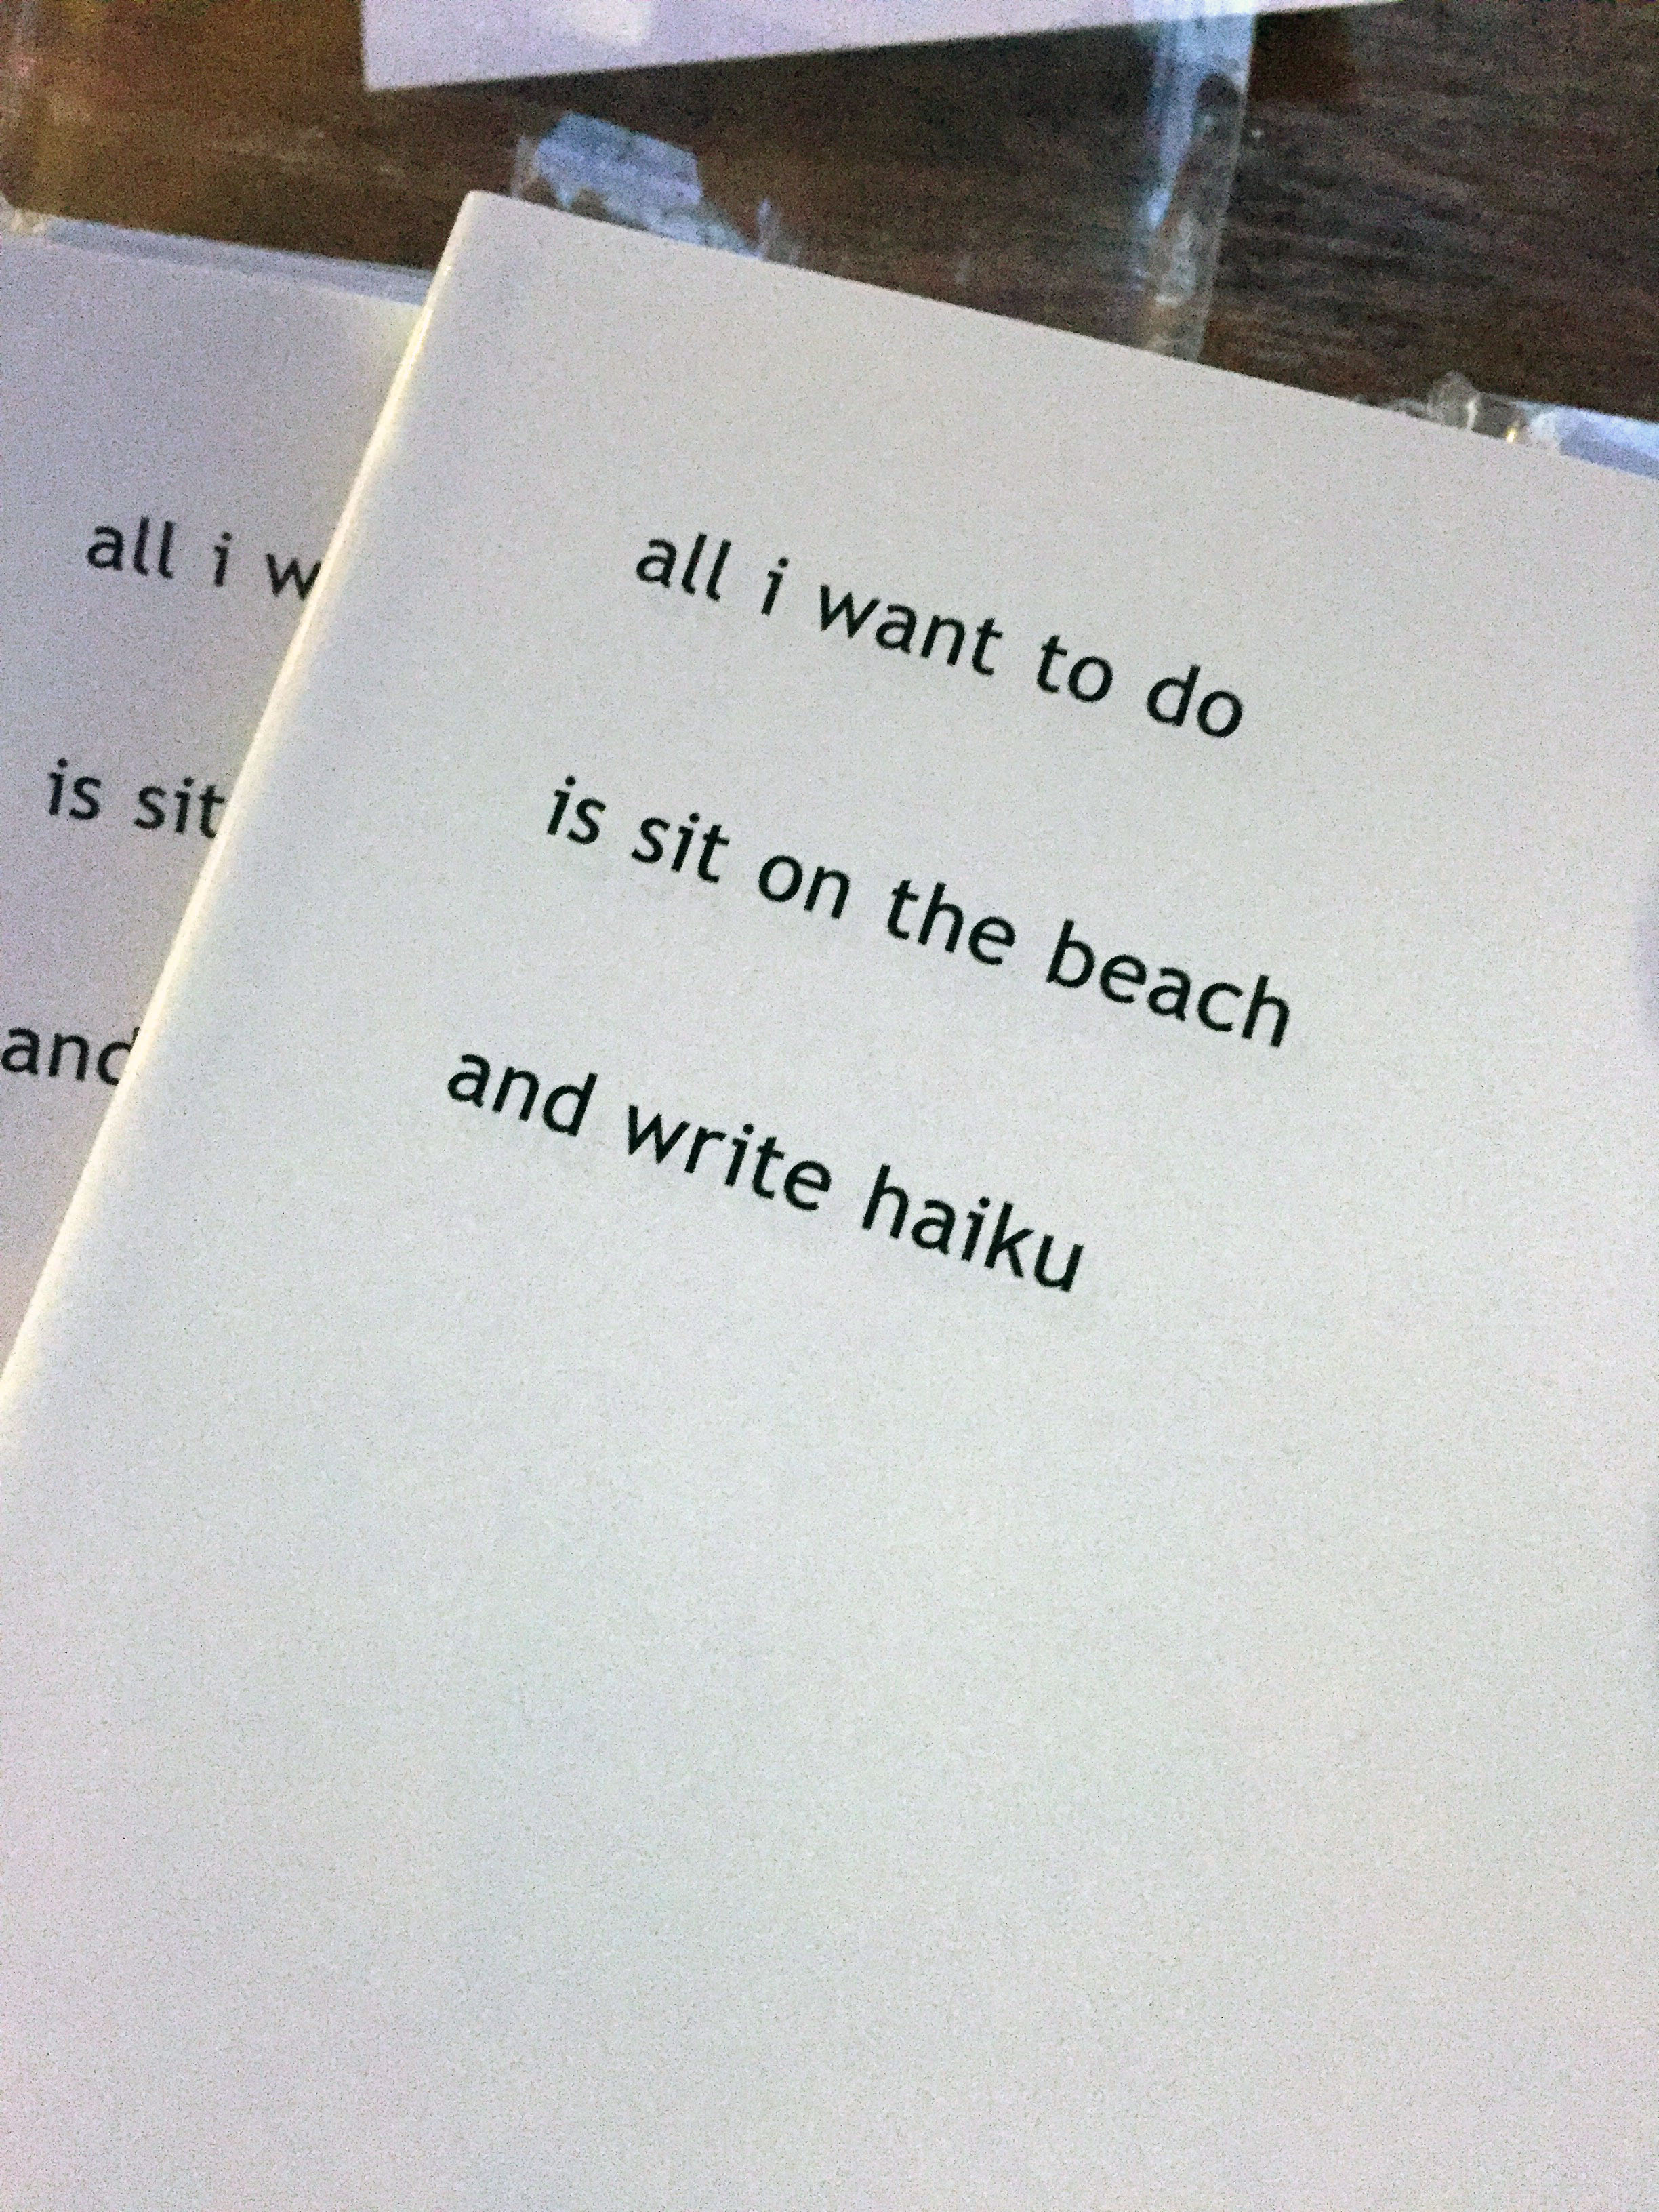 all i want to do
is sit on the beach
and write haiku
all i w
is sit
and